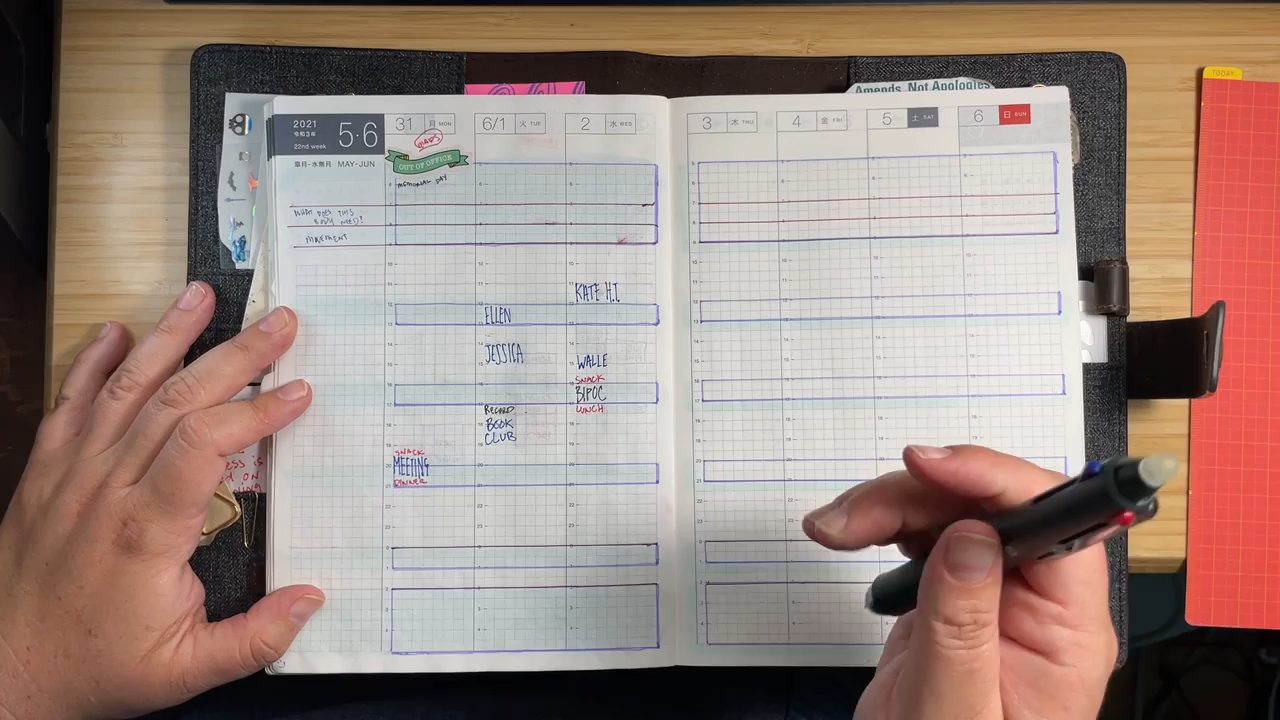 TODAY
Amends, Not Apologies
2021
令和3年
22nd week
5·6
皐月-水無月 MAY-JUN
31 月 MON
6/1 火 TUE
2 水 WED
3 木 THU
4 金 FRI
5 土 SAT
6 日 SUN
OUT OF OFFICE
MEMORIAL DAY
WHAT DOES THIS
BODY NEED?
MOVEMENT
KATE H.I.
ELLEN
JESSICA
WALLE
SNACK
BIPOC
LUNCH
BOOK
CLUB
SNACK
MEETING
DINNER